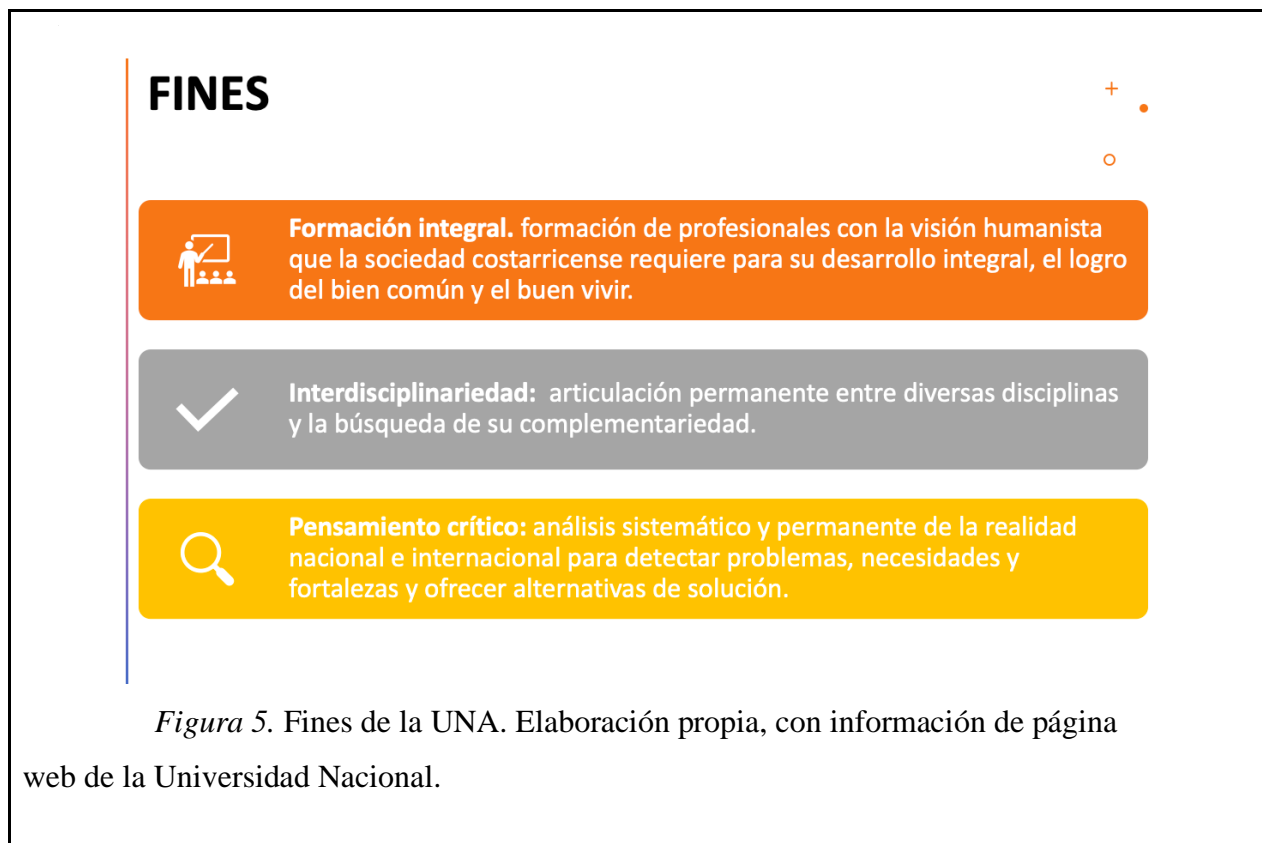 FINES
Formación integral. formación de profesionales con la visión humanista
que la sociedad costarricense requiere para su desarrollo integral, el logro
del bien común y el buen vivir.
Interdisciplinariedad:  articulación permanente entre diversas disciplinas
y la búsqueda de su complementariedad.
Pensamiento crítico: análisis sistemático y permanente de la realidad
nacional e internacional para detectar problemas, necesidades y
fortalezas y ofrecer alternativas de solución.
Figura 5. Fines de la UNA. Elaboración propia, con información de página
web de la Universidad Nacional.